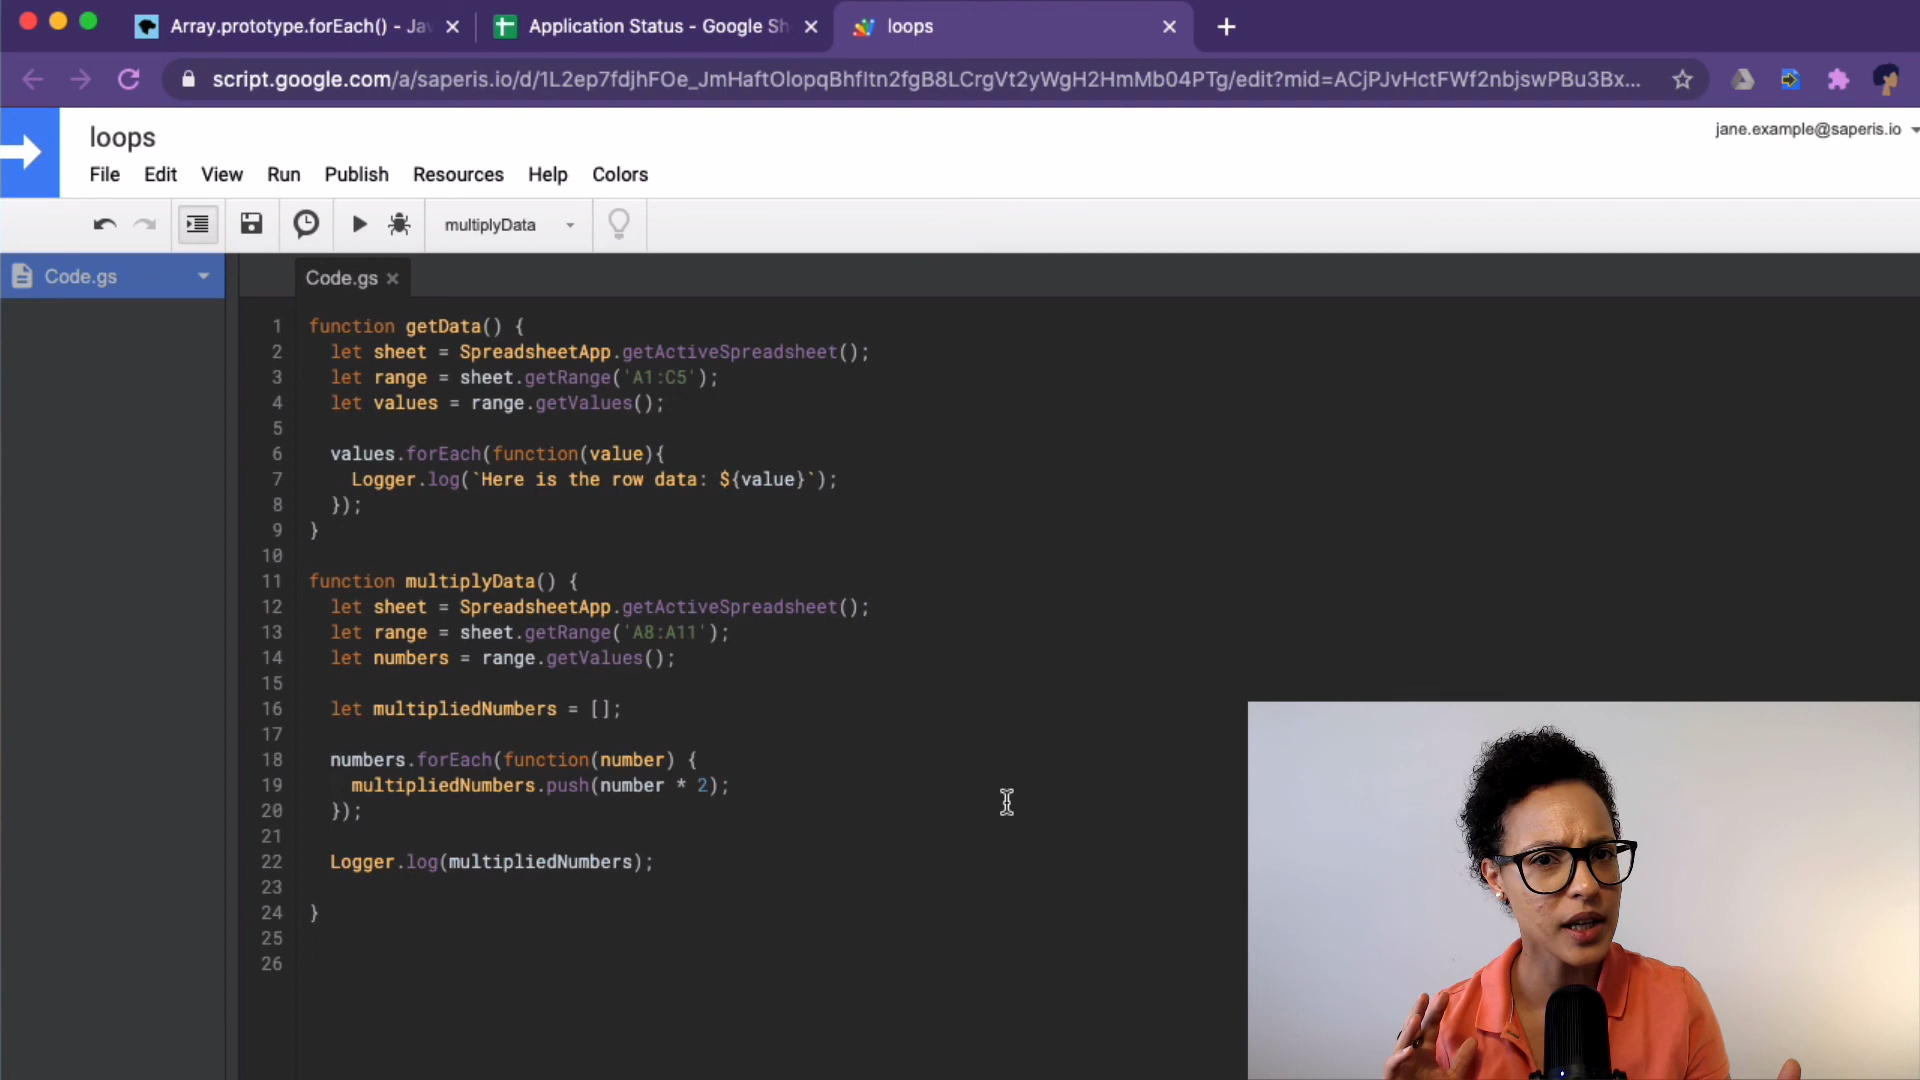 Array.prototype.forEach() - Jav
Application Status - Google Sh
loops
script.google.com/a/saperis.io/d/1L2ep7fdjhFOe_JmHaftOlopqBhfltn2fgB8LCrgVt2yWgH2HmMb04PTg/edit?mid=ACjPJvHctFWf2nbjswPBu3Bx...
loops
jane.example@saperis.io
File Edit View Run Publish Resources Help Colors
multiplyData
Code.gs
Code.gs
1 function getData() {
2 let sheet = SpreadsheetApp.getActiveSpreadsheet();
3 let range = sheet.getRange('A1:C5');
4 let values = range.getValues();
5
6 values.forEach(function(value){
7 Logger.log(`Here is the row data: ${value}`);
8 });
9 }
10
11 function multiplyData() {
12 let sheet = SpreadsheetApp.getActiveSpreadsheet();
13 let range = sheet.getRange('A8:A11');
14 let numbers = range.getValues();
15
16 let multipliedNumbers = [];
17
18 numbers.forEach(function(number) {
19 multipliedNumbers.push(number * 2);
20 });
21
22 Logger.log(multipliedNumbers);
23
24 }
25
26